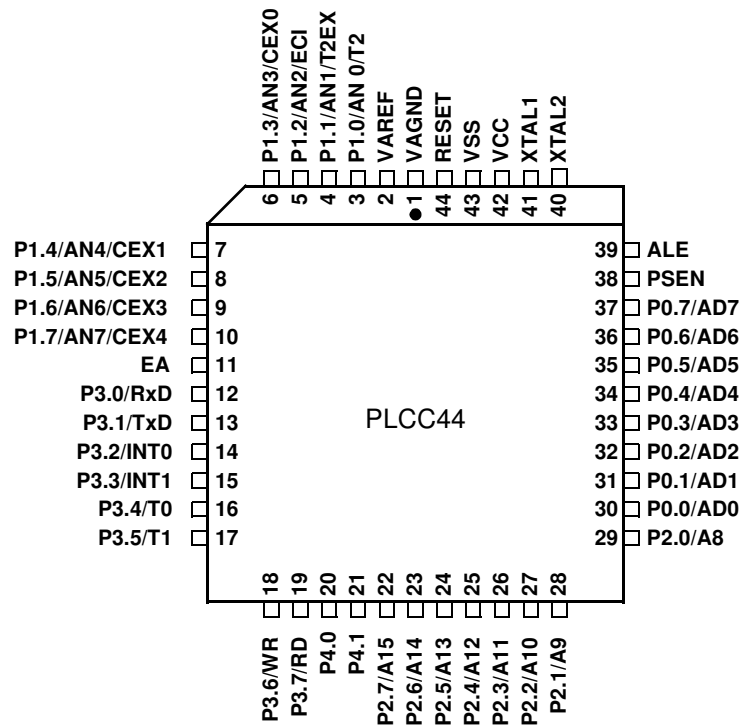 P1.3/AN3/CEX0
P1.2/AN2/ECI
P1.1/AN1/T2EX
P1.0/AN 0/T2
VAREF
VAGND
RESET
VSS
VCC
XTAL1
XTAL2
6
5
4
3
2
1
44
43
42
41
40
P1.4/AN4/CEX1 7
P1.5/AN5/CEX2 8
P1.6/AN6/CEX3 9
P1.7/AN7/CEX4 10
EA 11
P3.0/RxD 12
P3.1/TxD 13
P3.2/INT0 14
P3.3/INT1 15
P3.4/T0 16
P3.5/T1 17
PLCC44
39 ALE
38 PSEN
37 P0.7/AD7
36 P0.6/AD6
35 P0.5/AD5
34 P0.4/AD4
33 P0.3/AD3
32 P0.2/AD2
31 P0.1/AD1
30 P0.0/AD0
29 P2.0/A8
18
19
20
21
22
23
24
25
26
27
28
P3.6/WR
P3.7/RD
P4.0
P4.1
P2.7/A15
P2.6/A14
P2.5/A13
P2.4/A12
P2.3/A11
P2.2/A10
P2.1/A9